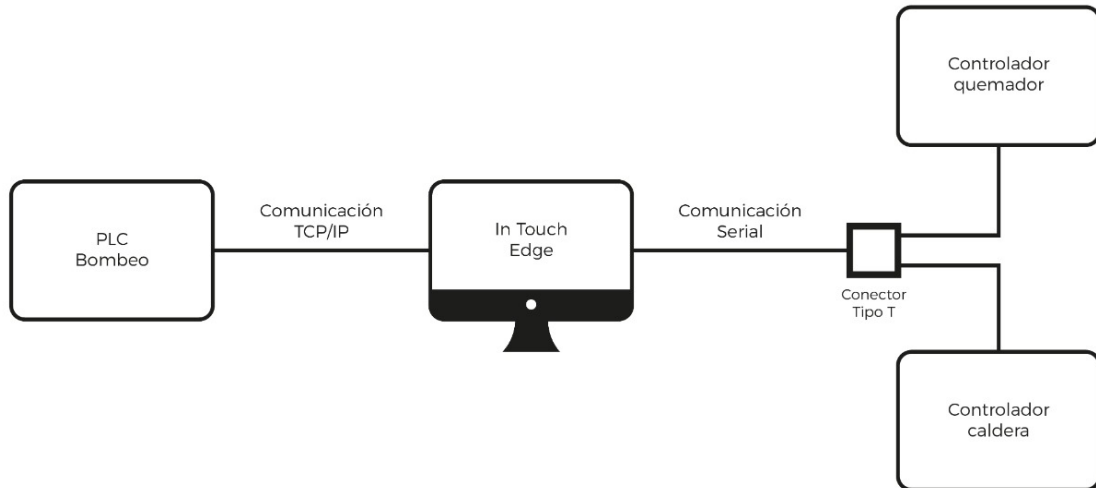 Controlador
quemador
PLC
Bombeo
Comunicación
TCP/IP
In Touch
Edge
Comunicación
Serial
Conector
Tipo T
Controlador
caldera